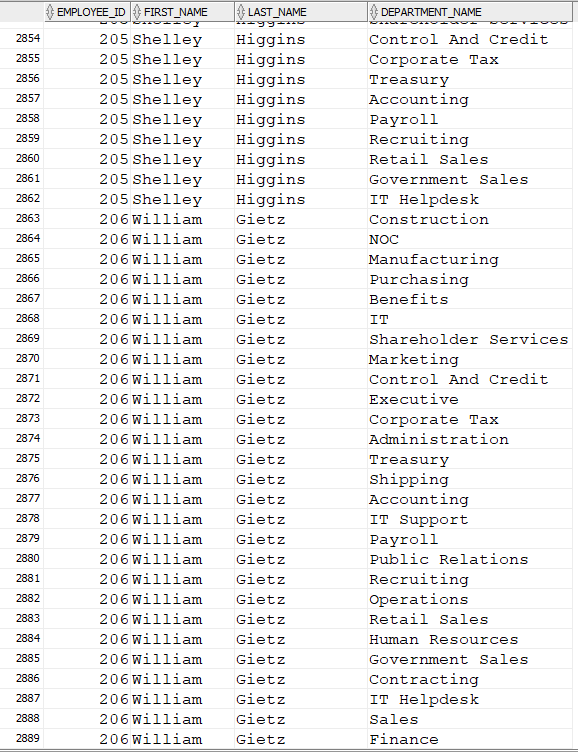 EMPLOYEE_ID FIRST_NAME LAST_NAME DEPARTMENT_NAME
205 Shelley Higgins Shareholder Services
2854 205 Shelley Higgins Control And Credit
2855 205 Shelley Higgins Corporate Tax
2856 205 Shelley Higgins Treasury
2857 205 Shelley Higgins Accounting
2858 205 Shelley Higgins Payroll
2859 205 Shelley Higgins Recruiting
2860 205 Shelley Higgins Retail Sales
2861 205 Shelley Higgins Government Sales
2862 205 Shelley Higgins IT Helpdesk
2863 206 William Gietz Construction
2864 206 William Gietz NOC
2865 206 William Gietz Manufacturing
2866 206 William Gietz Purchasing
2867 206 William Gietz Benefits
2868 206 William Gietz IT
2869 206 William Gietz Shareholder Services
2870 206 William Gietz Marketing
2871 206 William Gietz Control And Credit
2872 206 William Gietz Executive
2873 206 William Gietz Corporate Tax
2874 206 William Gietz Administration
2875 206 William Gietz Treasury
2876 206 William Gietz Shipping
2877 206 William Gietz Accounting
2878 206 William Gietz IT Support
2879 206 William Gietz Payroll
2880 206 William Gietz Public Relations
2881 206 William Gietz Recruiting
2882 206 William Gietz Operations
2883 206 William Gietz Retail Sales
2884 206 William Gietz Human Resources
2885 206 William Gietz Government Sales
2886 206 William Gietz Contracting
2887 206 William Gietz IT Helpdesk
2888 206 William Gietz Sales
2889 206 William Gietz Finance